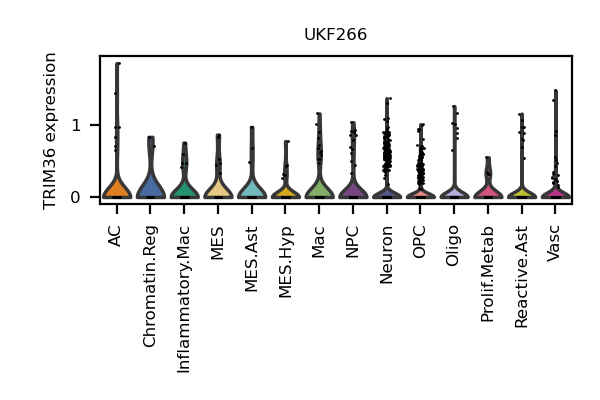 UKF266
TRIM36 expression
1
0
AC
Chromatin.Reg
Inflammatory.Mac
MES
MES.Ast
MES.Hyp
Mac
NPC
Neuron
OPC
Oligo
Prolif.Metab
Reactive.Ast
Vasc